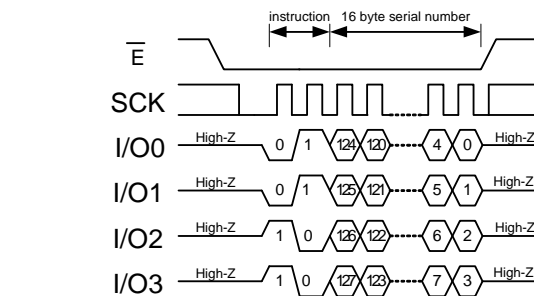 instruction 16 byte serial number
E
SCK
I/O0 High-Z 0 1 124 120 4 0 High-Z
I/O1 High-Z 0 1 125 121 5 1 High-Z
I/O2 High-Z 1 0 126 122 6 2 High-Z
I/O3 High-Z 1 0 127 123 7 3 High-Z